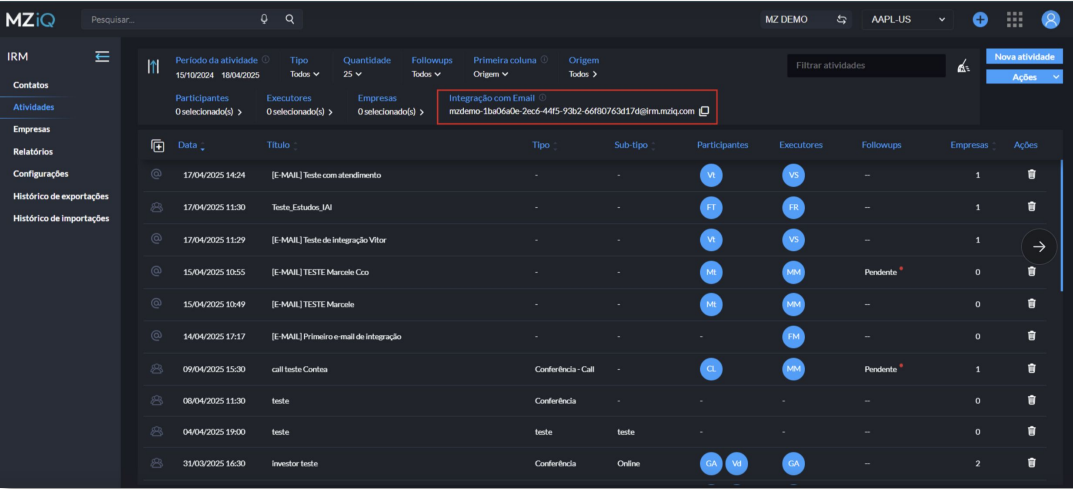 MZiQ Pesquisar... MZ DEMO AAPL-US
IRM
Contatos
Atividades
Empresas
Relatórios
Configurações
Histórico de exportações
Histórico de importações
Período da atividade Tipo Quantidade Followups Primeira coluna Origem
15/10/2024 18/04/2025 Todos 25 Todos Origem Todos
Filtrar atividades
Nova atividade
Ações
Participantes Executores Empresas Integração com Email
0 selecionado(s) 0 selecionado(s) 0 selecionado(s) mzdemo-1ba06a0e-2ec6-44f5-93b2-66f80763d17d@irm.mziq.com
Data Título Tipo Sub-tipo Participantes Executores Followups Empresas Ações
17/04/2025 14:24 [E-MAIL] Teste com atendimento - - Vt VS -- 1
17/04/2025 11:30 Teste_Estudos_IAI - - FT FR -- 1
17/04/2025 11:29 [E-MAIL] Teste de integração Vitor - - Vt VS -- 1
15/04/2025 10:55 [E-MAIL] TESTE Marcele Cco - - Mt MM Pendente * 0
15/04/2025 10:49 [E-MAIL] TESTE Marcele - - Mt MM -- 0
14/04/2025 17:17 [E-MAIL] Primeiro e-mail de integração - - - FM -- 0
09/04/2025 15:30 call teste Contea Conferência - Call - CL MM Pendente * 1
08/04/2025 11:30 teste Conferência - - - -- 0
04/04/2025 19:00 teste teste teste - - -- 0
31/03/2025 16:30 investor teste Conferência Online GA Vd GA -- 2